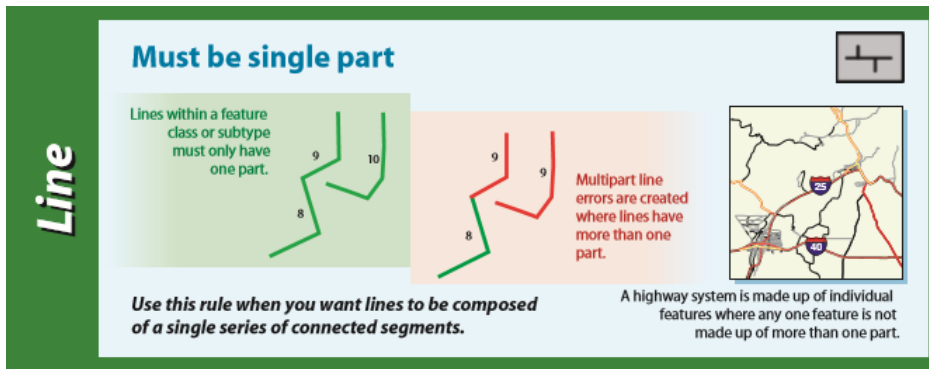 Line
Must be single part
Lines within a feature
class or subtype
must only have
one part.
9
10
8
9
9
8
Multipart line
errors are created
where lines have
more than one
part.
25
40
Use this rule when you want lines to be composed
of a single series of connected segments.
A highway system is made up of individual
features where any one feature is not
made up of more than one part.